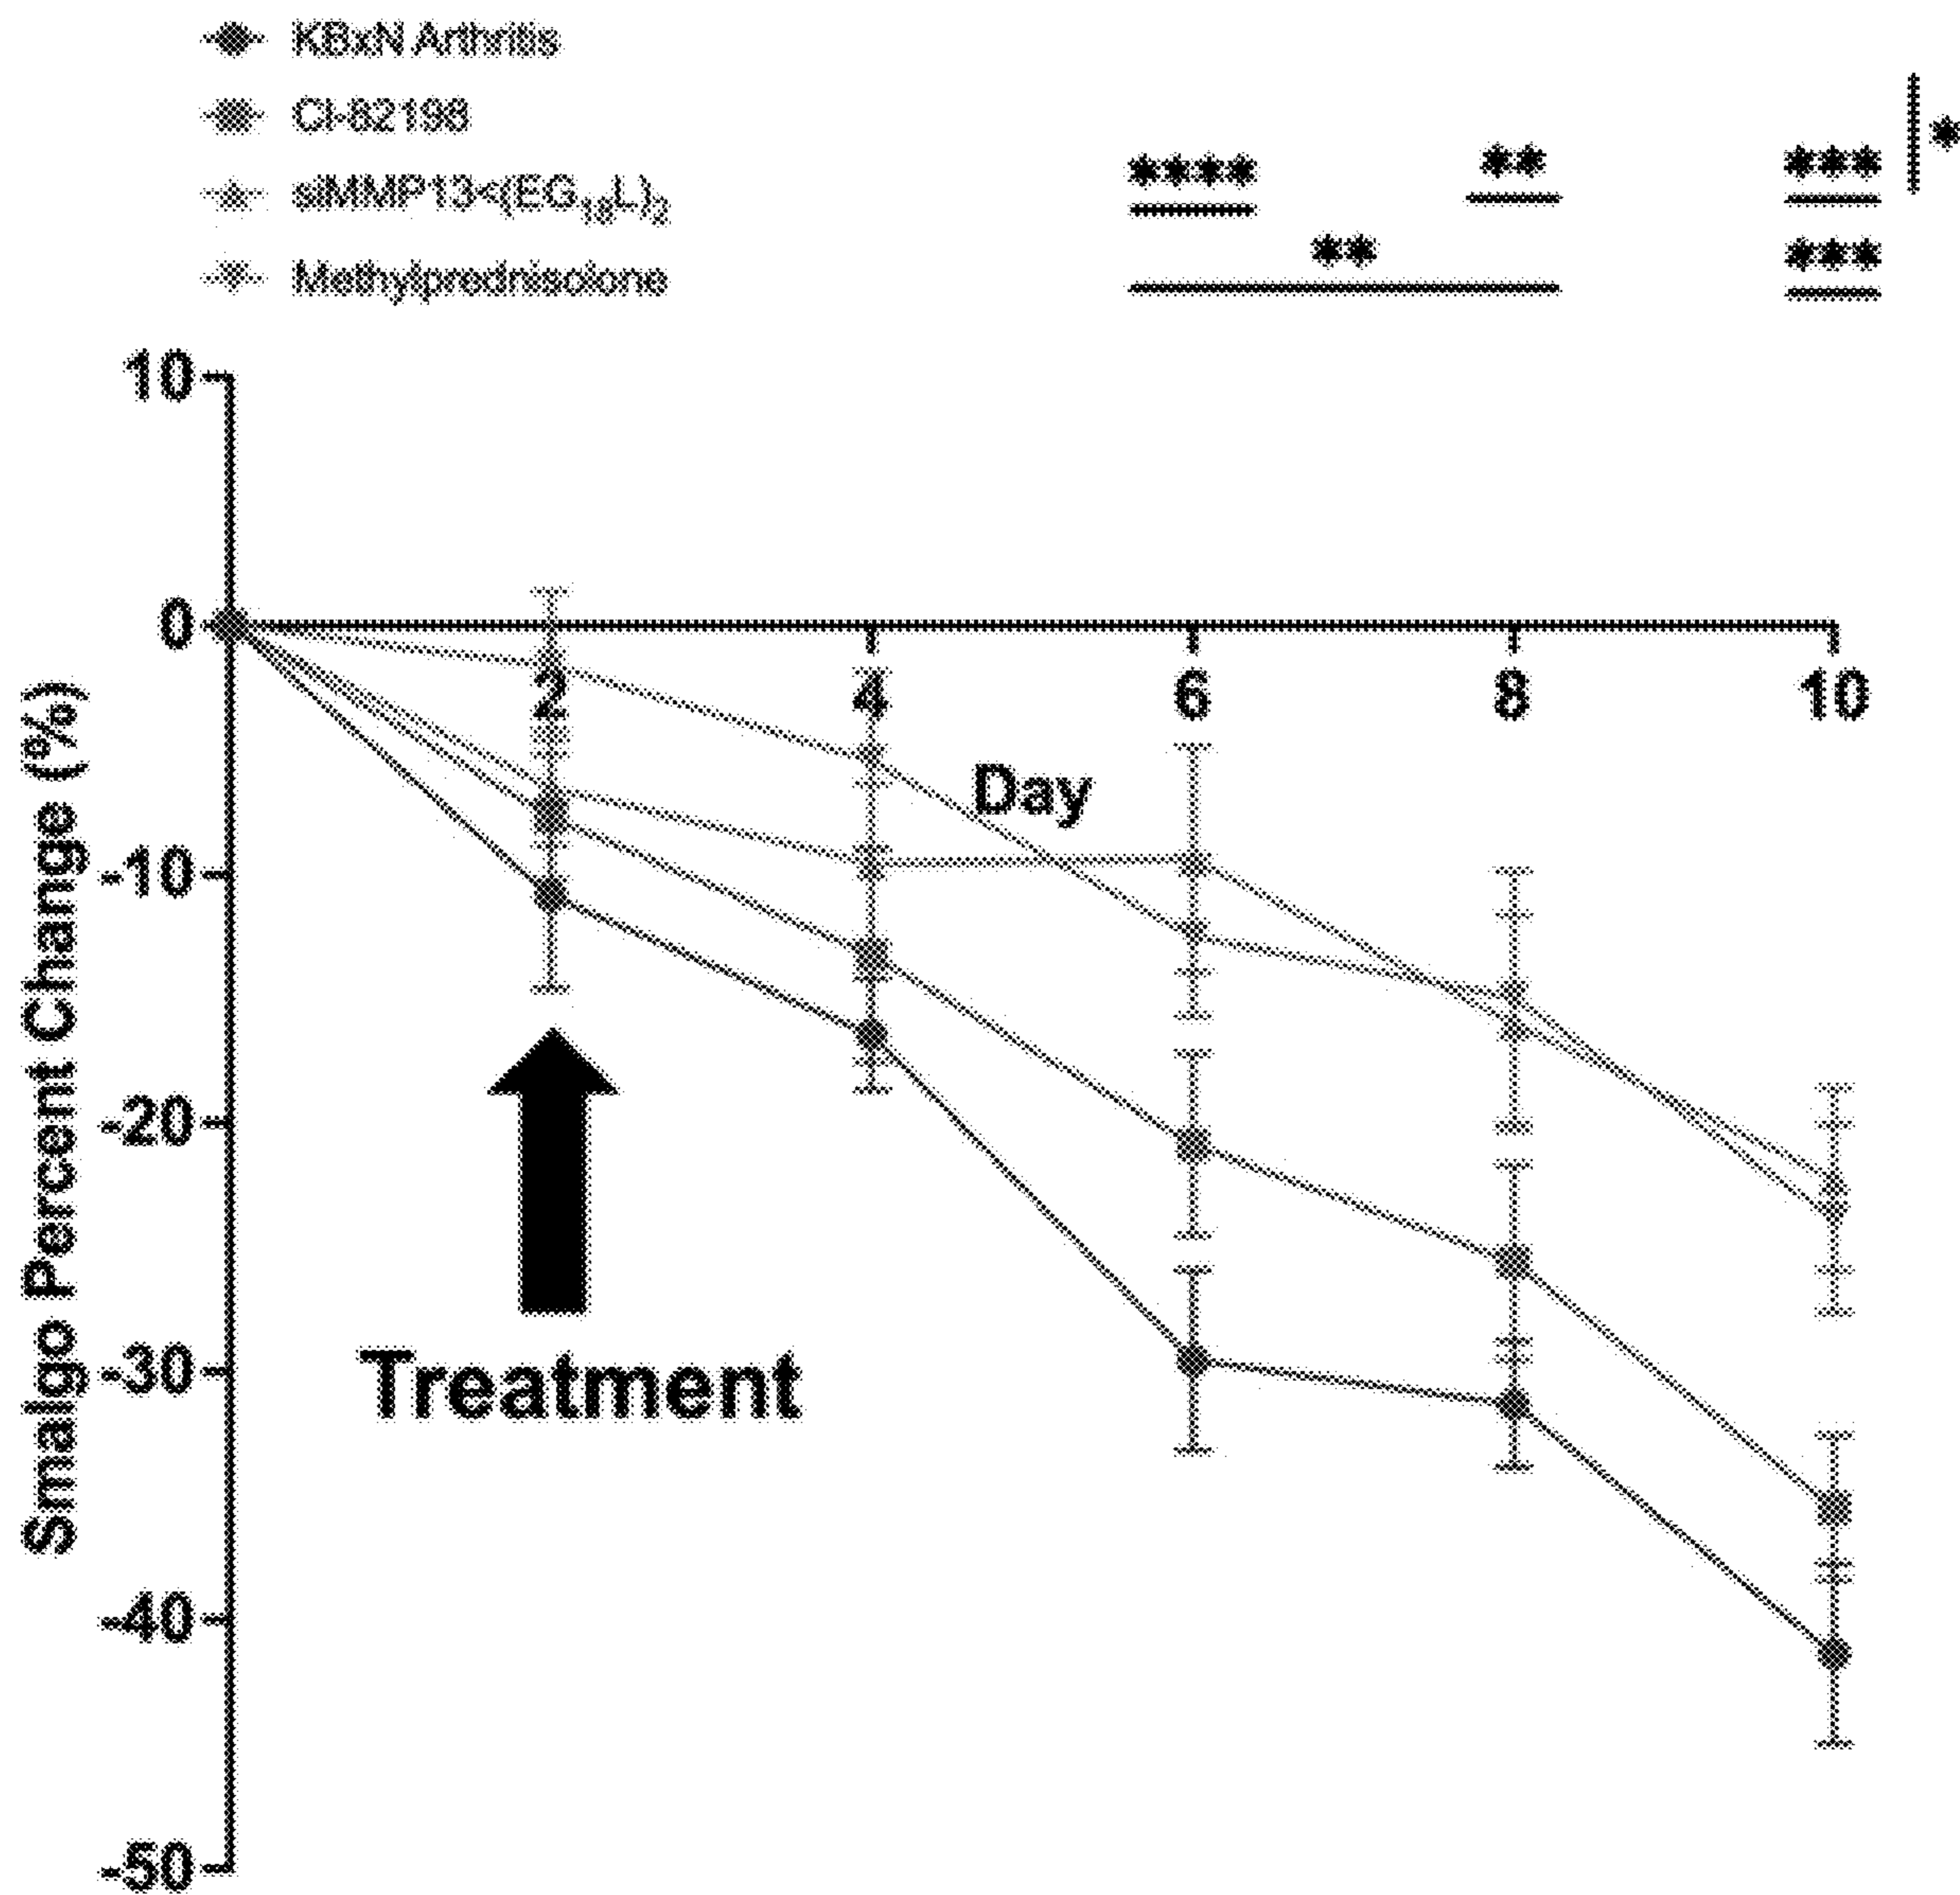 KBxN Arthritis
CI-82198
siMMP13<(EG18L)2
Methylprednisolone
**** ** *** *
** ***
10
0
-10
-20
-30
-40
-50
Smalgo Percent Change (%)
2 4 6 8 10
Day
Treatment